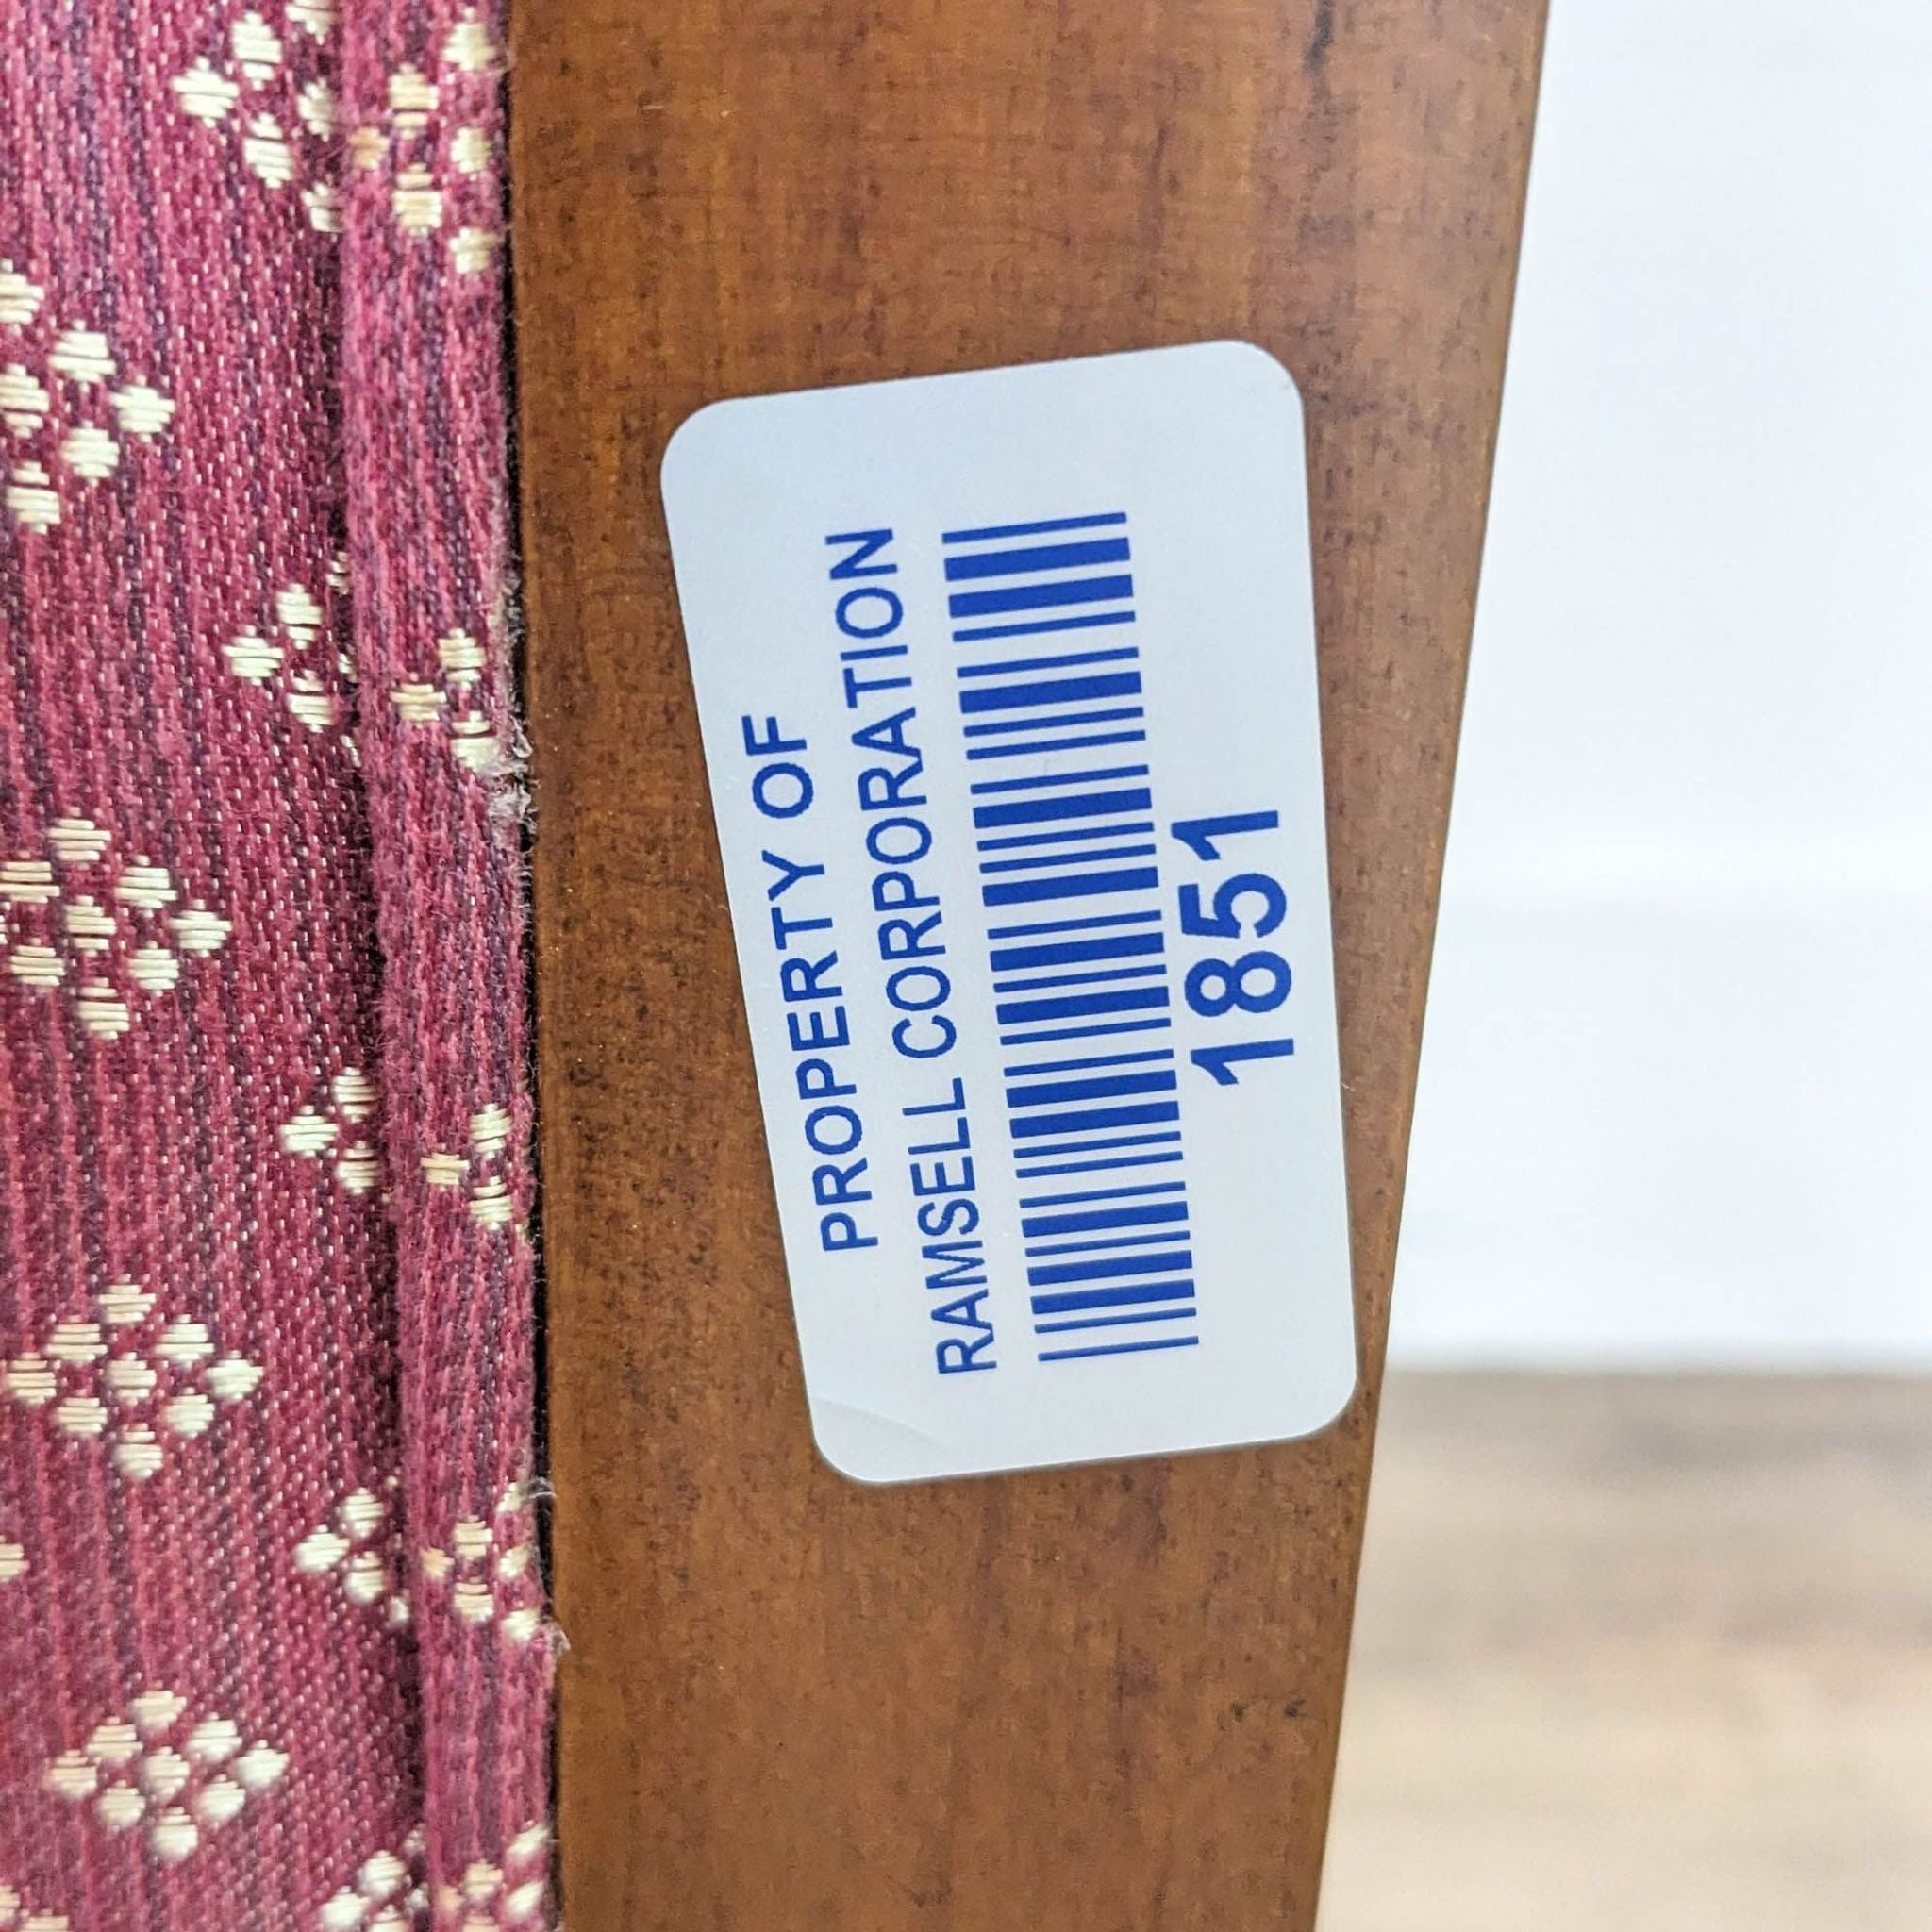 PROPERTY OF
RAMSELL CORPORATION
1851